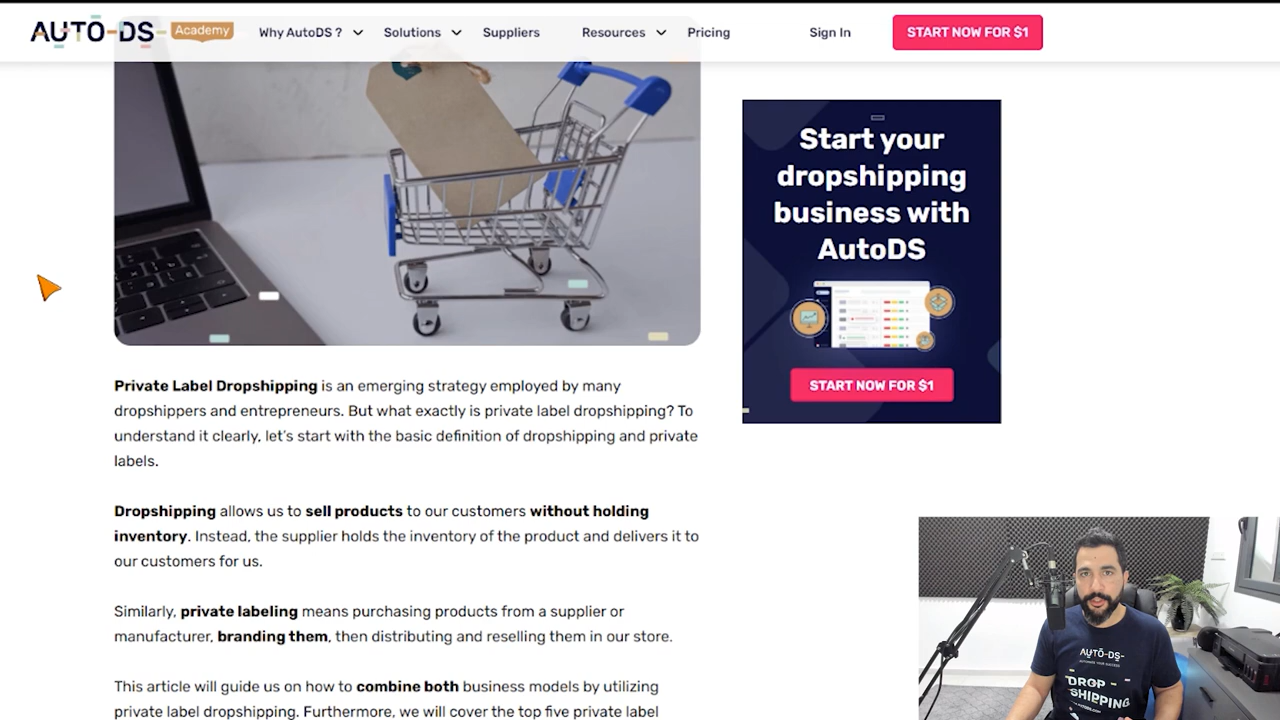 AUTO-DS- Academy Why AutoDS ? Solutions Suppliers Resources Pricing Sign In START NOW FOR $1
Start your
dropshipping
business with
AutoDS
START NOW FOR $1
Private Label Dropshipping is an emerging strategy employed by many
dropshippers and entrepreneurs. But what exactly is private label dropshipping? To
understand it clearly, let's start with the basic definition of dropshipping and private
labels.
Dropshipping allows us to sell products to our customers without holding
inventory. Instead, the supplier holds the inventory of the product and delivers it to
our customers for us.
Similarly, private labeling means purchasing products from a supplier or
manufacturer, branding them, then distributing and reselling them in our store.
This article will guide us on how to combine both business models by utilizing
private label dropshipping. Furthermore, we will cover the top five private label
AUTO-DS-
DROP
SHIPPING